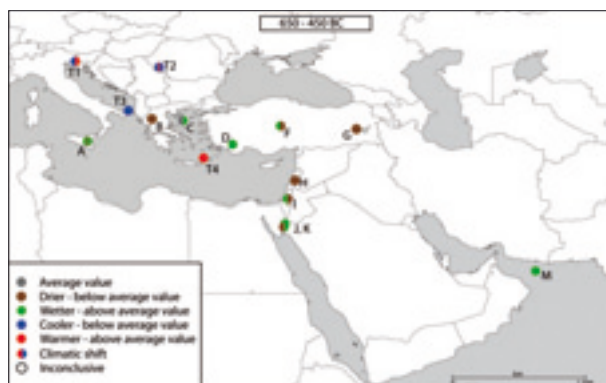 650 - 450 BC
T1
T2
T3
B
C
F
G
A
D
T4
H
I
J, K
M
Average value
Drier - below average value
Wetter - above average value
Cooler - below average value
Warmer - above average value
Climatic shift
Inconclusive